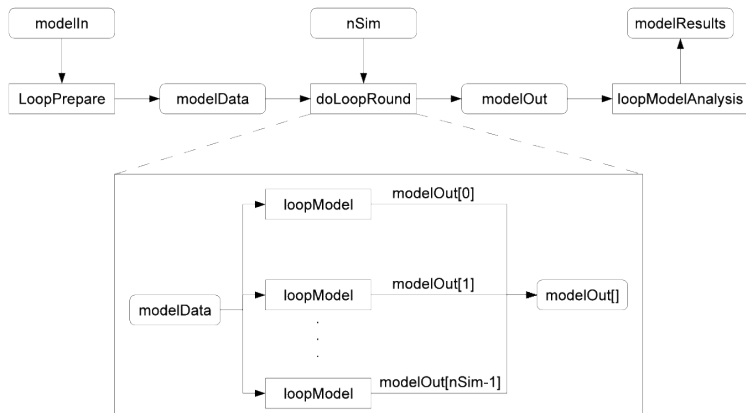 modelIn
nSim
modelResults
LoopPrepare
modelData
doLoopRound
modelOut
loopModelAnalysis
loopModel
modelOut[0]
modelData
loopModel
modelOut[1]
modelOut[]
.
.
.
loopModel
modelOut[nSim-1]